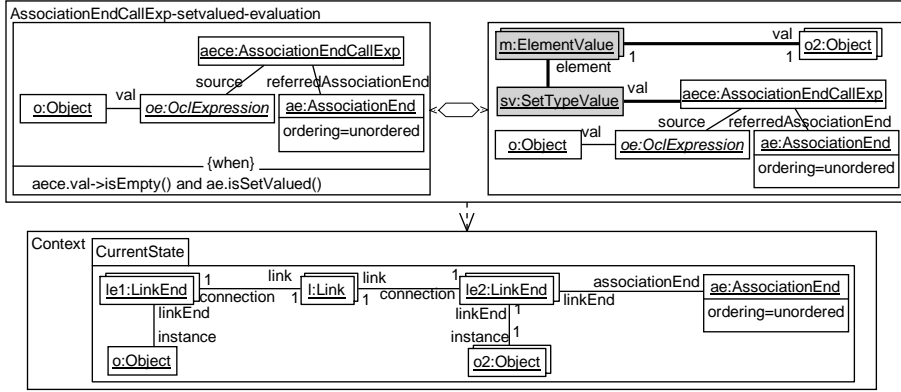 AssociationEndCallExp-setvalued-evaluation
aece:AssociationEndCallExp
source
referredAssociationEnd
o:Object
val
oe:OclExpression
ae:AssociationEnd
ordering=unordered
{when}
aece.val->isEmpty() and ae.isSetValued()
m:ElementValue
val
1
1
o2:Object
element
sv:SetTypeValue
val
aece:AssociationEndCallExp
source
referredAssociationEnd
o:Object
val
oe:OclExpression
ae:AssociationEnd
ordering=unordered
Context
CurrentState
le1:LinkEnd
1
link
connection
1
l:Link
link
1
1
connection
le2:LinkEnd
associationEnd
linkEnd
ae:AssociationEnd
ordering=unordered
linkEnd
instance
o:Object
linkEnd
1
instance
1
o2:Object